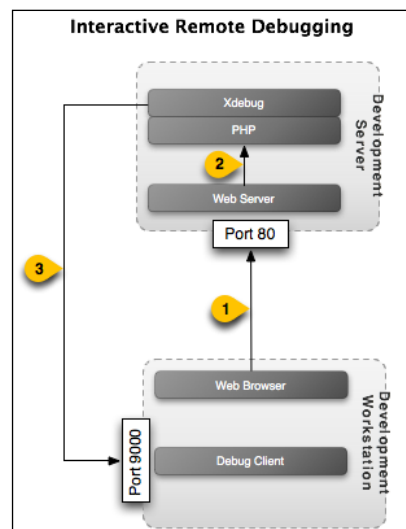 Interactive Remote Debugging
Xdebug
PHP
2
Web Server
Development
Server
Port 80
3
1
Web Browser
Debug Client
Development
Workstation
Port 9000